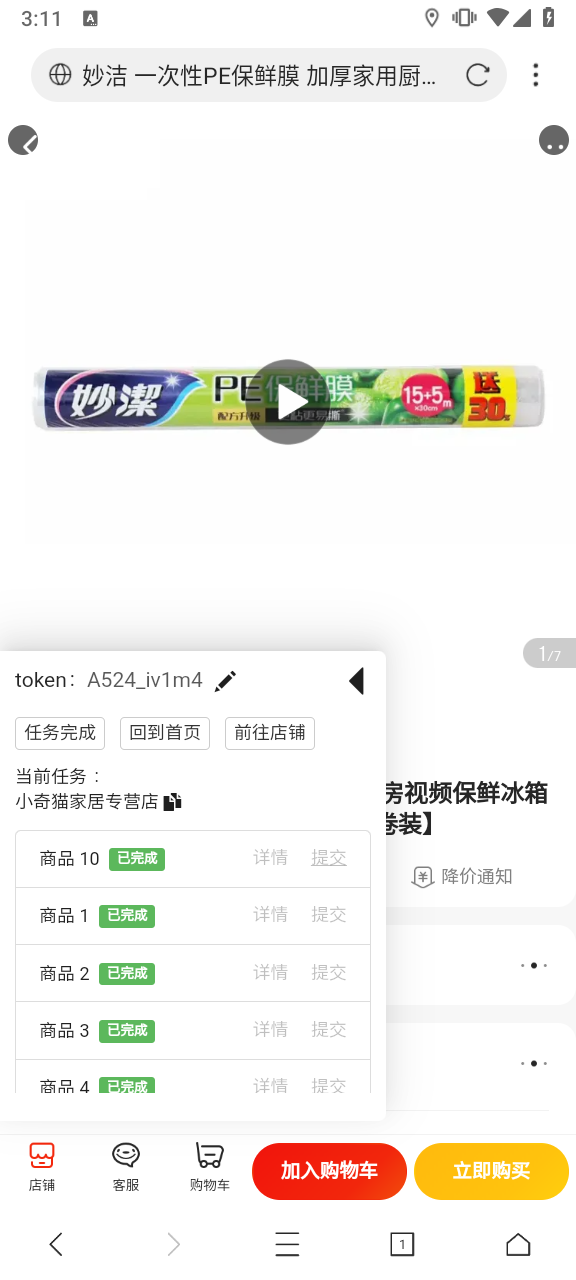 3:11
A
妙洁 一次性PE保鲜膜 加厚家用厨...
妙潔
PE保鲜膜
配方升级
更易撕
15+5m
×30cm
送
30%
1/7
token： A524_iv1m4
任务完成 回到首页 前往店铺
当前任务：
小奇猫家居专营店
房视频保鲜冰箱
卷装】
降价通知
商品 10 已完成 详情 提交
商品 1 已完成 详情 提交
商品 2 已完成 详情 提交
商品 3 已完成 详情 提交
商品 4 已完成 详情 提交
店铺 客服 购物车 加入购物车 立即购买
1